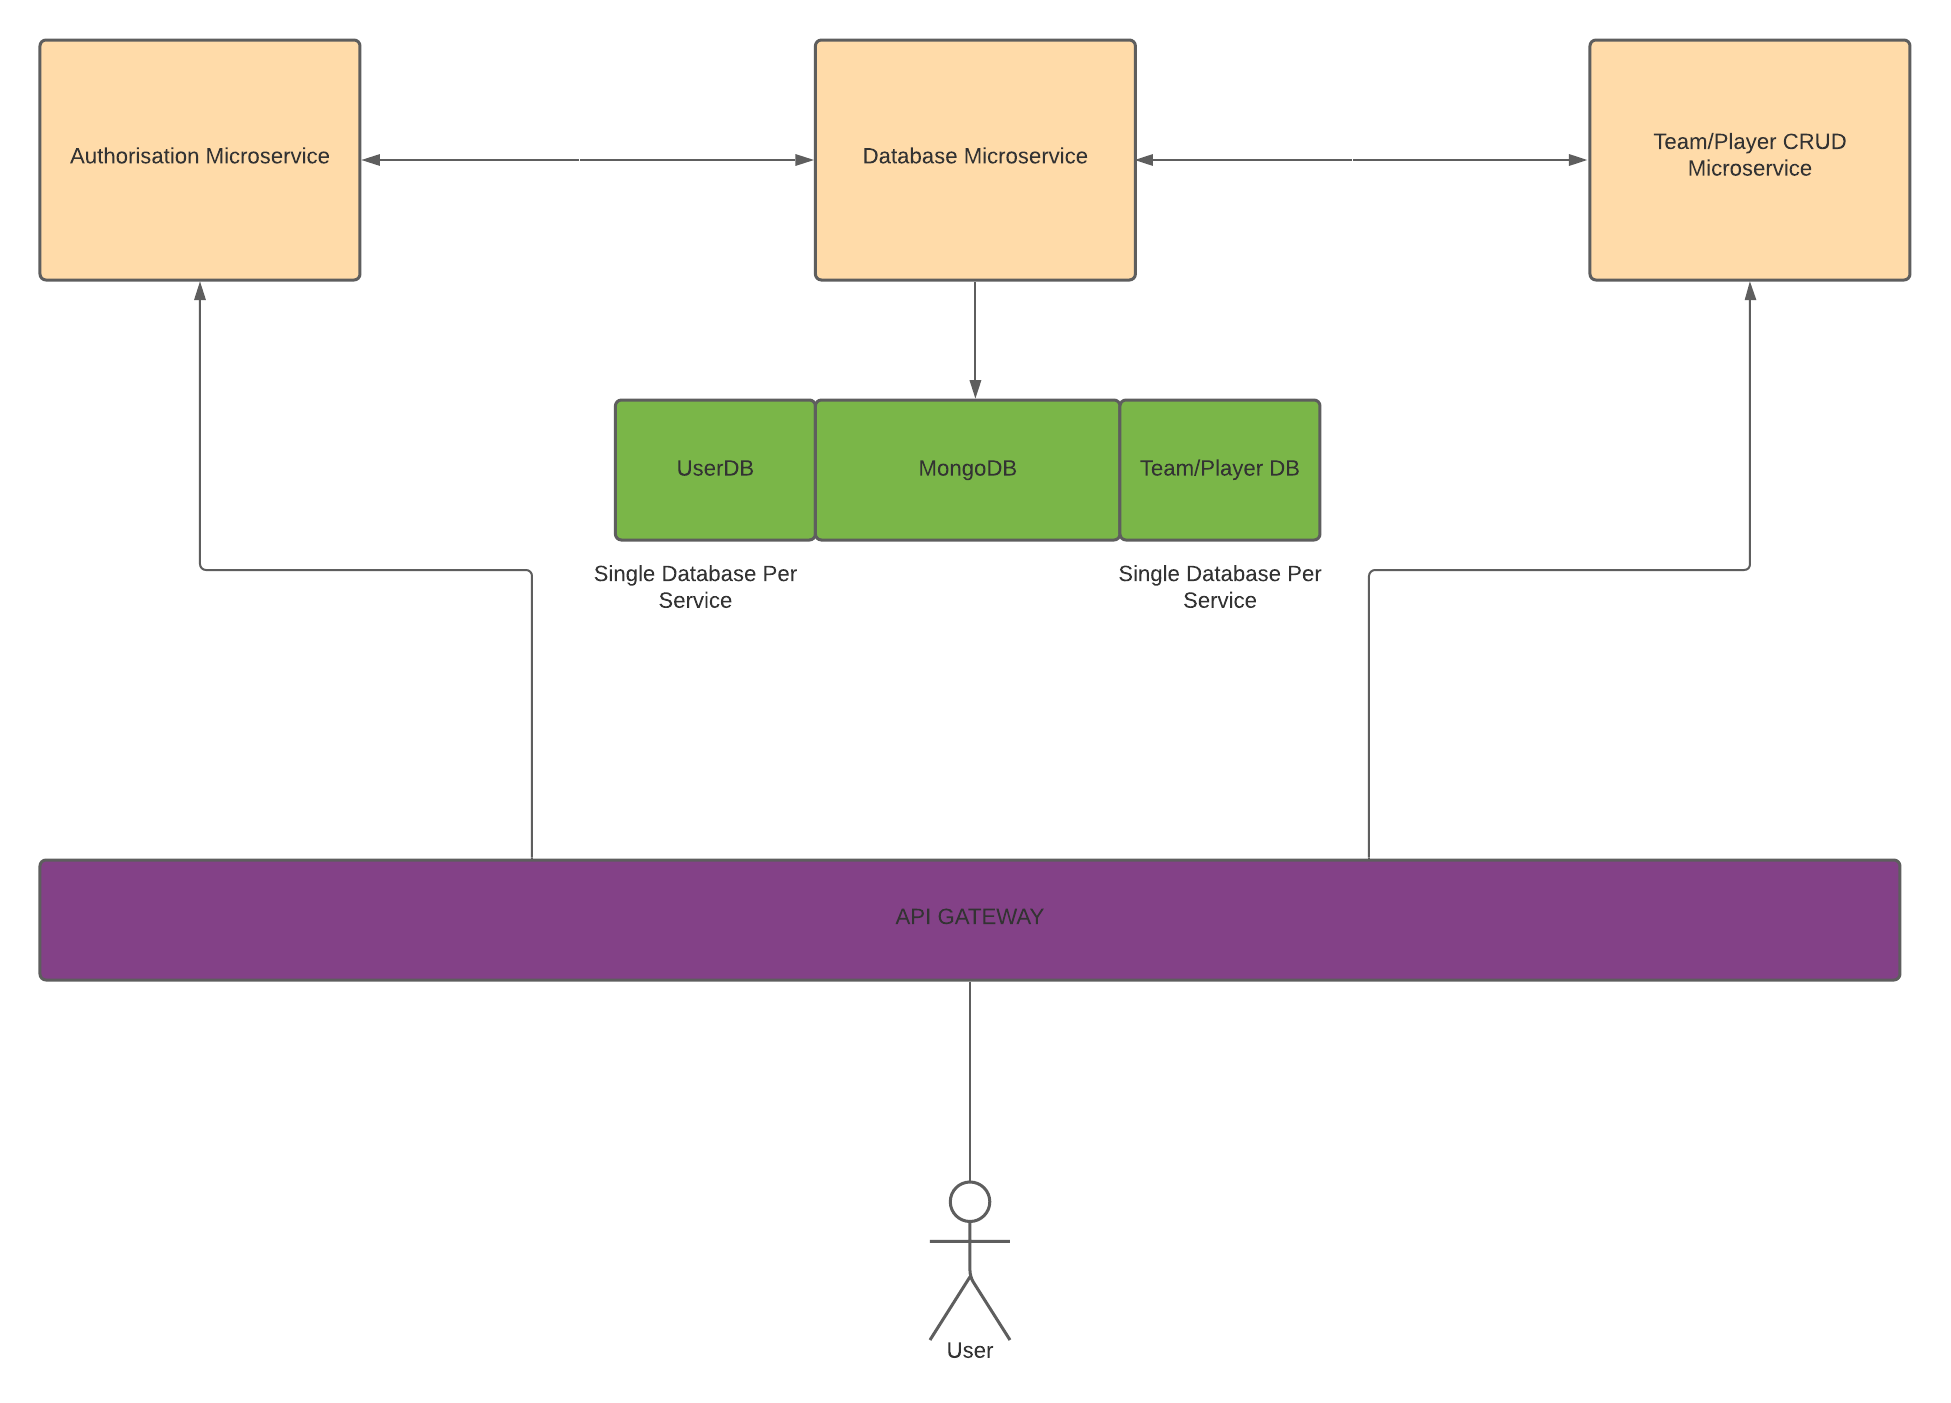 Authorisation Microservice
Database Microservice
Team/Player CRUD
Microservice
UserDB
MongoDB
Team/Player DB
Single Database Per
Service
Single Database Per
Service
API GATEWAY
User